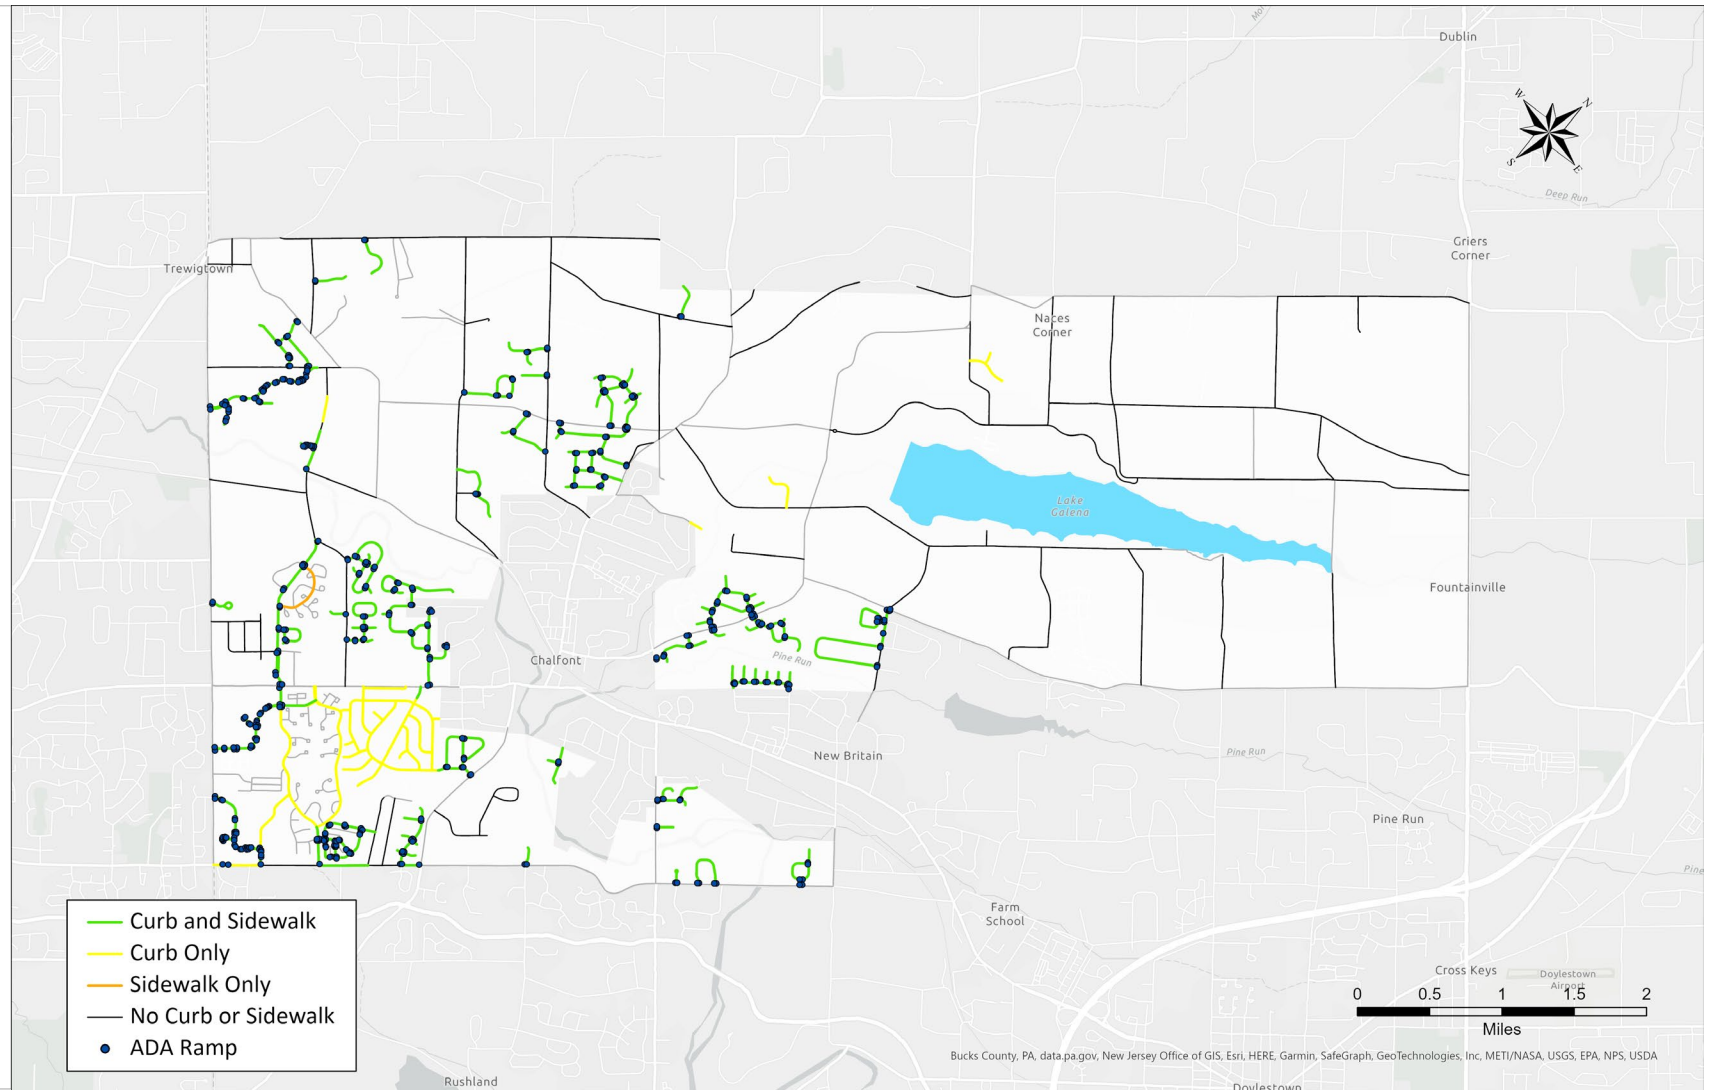 Mor
Dublin
W
N
S
E
Deep Run
Griers
Corner
Trewigtown
Naces
Corner
Lake
Galena
Fountainville
Chalfont
Pine Run
New Britain
Pine Run
Pine Run
Pine
Farm
School
Cross Keys
Doylestown
Airport
Curb and Sidewalk
Curb Only
Sidewalk Only
No Curb or Sidewalk
ADA Ramp
0 0.5 1 1.5 2
Miles
Bucks County, PA, data.pa.gov, New Jersey Office of GIS, Esri, HERE, Garmin, SafeGraph, GeoTechnologies, Inc, METI/NASA, USGS, EPA, NPS, USDA
Rushland
Doylestown